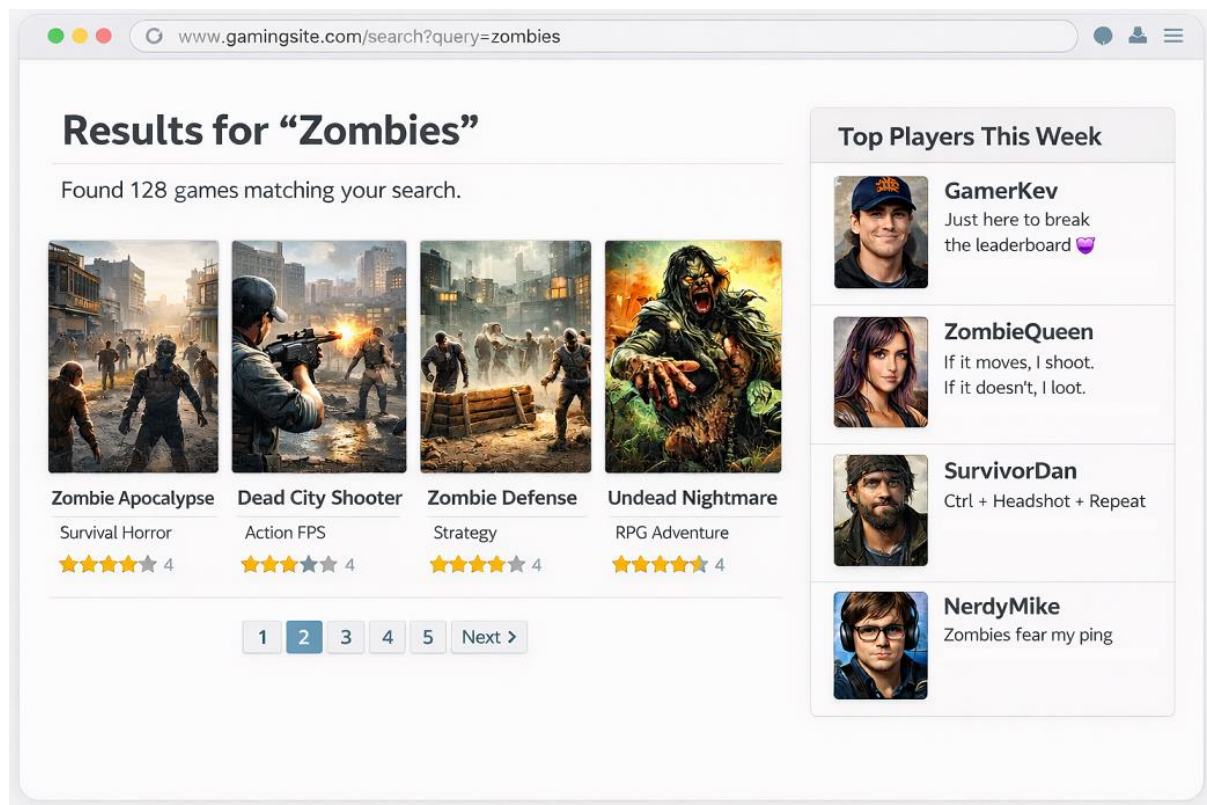 www.gamingsite.com/search?query=zombies
Results for “Zombies”
Found 128 games matching your search.
Zombie Apocalypse
Survival Horror
4
Dead City Shooter
Action FPS
4
Zombie Defense
Strategy
4
Undead Nightmare
RPG Adventure
4
1 2 3 4 5 Next >
Top Players This Week
GamerKev
Just here to break
the leaderboard 😈
ZombieQueen
If it moves, I shoot.
If it doesn't, I loot.
SurvivorDan
Ctrl + Headshot + Repeat
NerdyMike
Zombies fear my ping